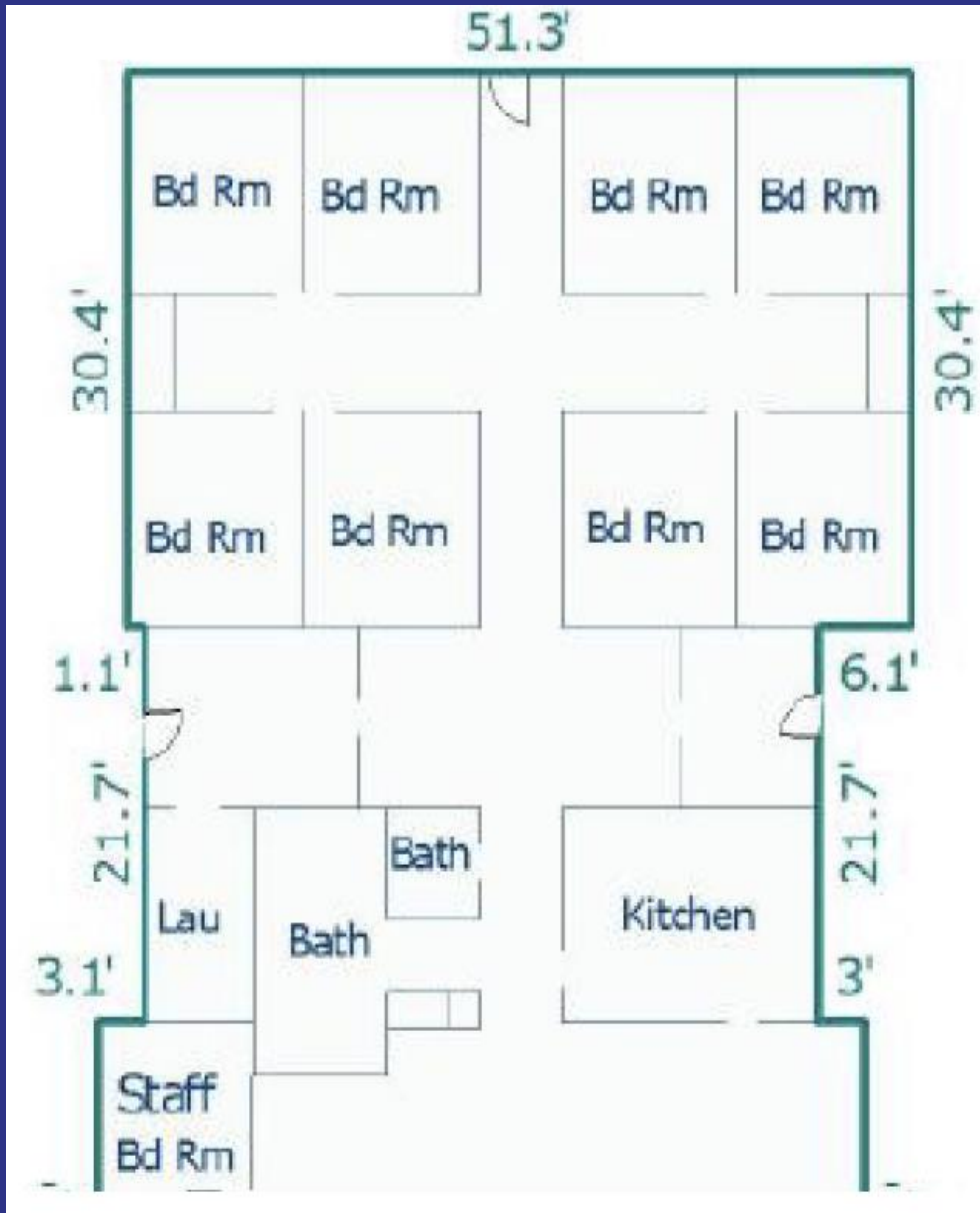 51.3'
Bd Rm
Bd Rm
Bd Rm
Bd Rm
30.4'
30.4'
Bd Rm
Bd Rm
Bd Rm
Bd Rm
1.1'
6.1'
21.7'
21.7'
Bath
Lau
Bath
Kitchen
3.1'
3'
Staff
Bd Rm